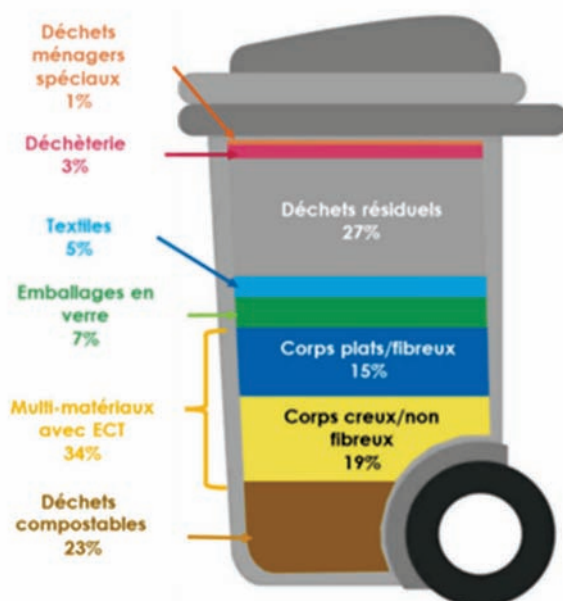 Déchets
ménagers
spéciaux
1%
Déchèterie
3%
Déchets résiduels
27%
Textiles
5%
Emballages en
verre
7%
Corps plats/fibreux
15%
Multi-matériaux
avec ECT
34%
Corps creux/non
fibreux
19%
Déchets
compostables
23%